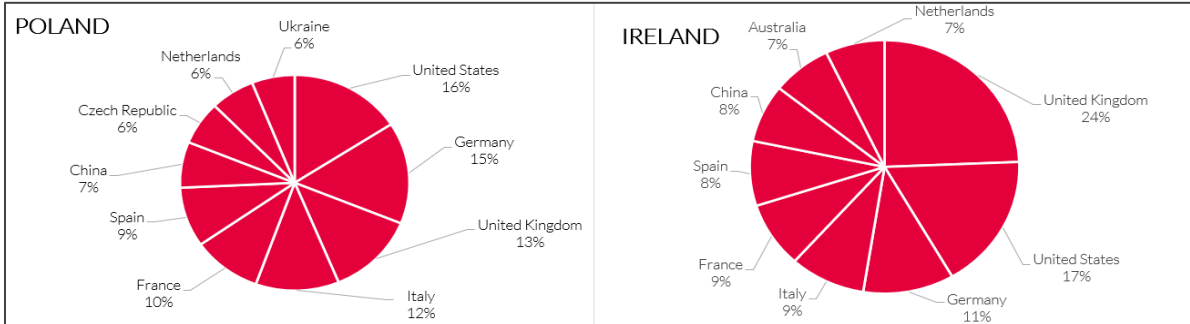 POLAND
Ukraine
6%
United States
16%
Germany
15%
United Kingdom
13%
Italy
12%
France
10%
Spain
9%
China
7%
Czech Republic
6%
Netherlands
6%
IRELAND
Netherlands
7%
United Kingdom
24%
United States
17%
Germany
11%
Italy
9%
France
9%
Spain
8%
China
8%
Australia
7%